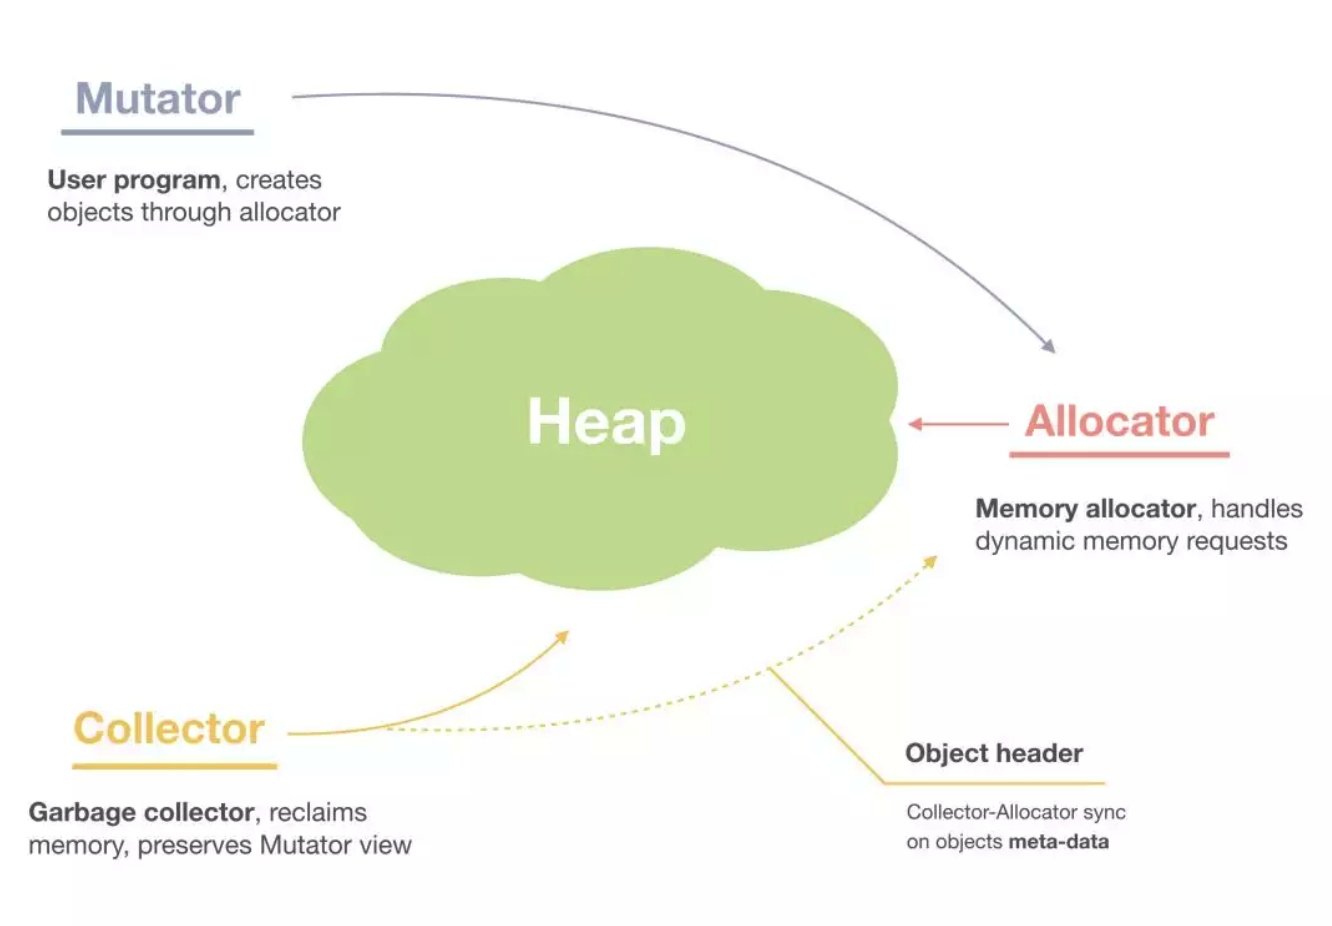 Mutator
User program, creates
objects through allocator
Heap
Allocator
Memory allocator, handles
dynamic memory requests
Collector
Garbage collector, reclaims
memory, preserves Mutator view
Object header
Collector-Allocator sync
on objects meta-data